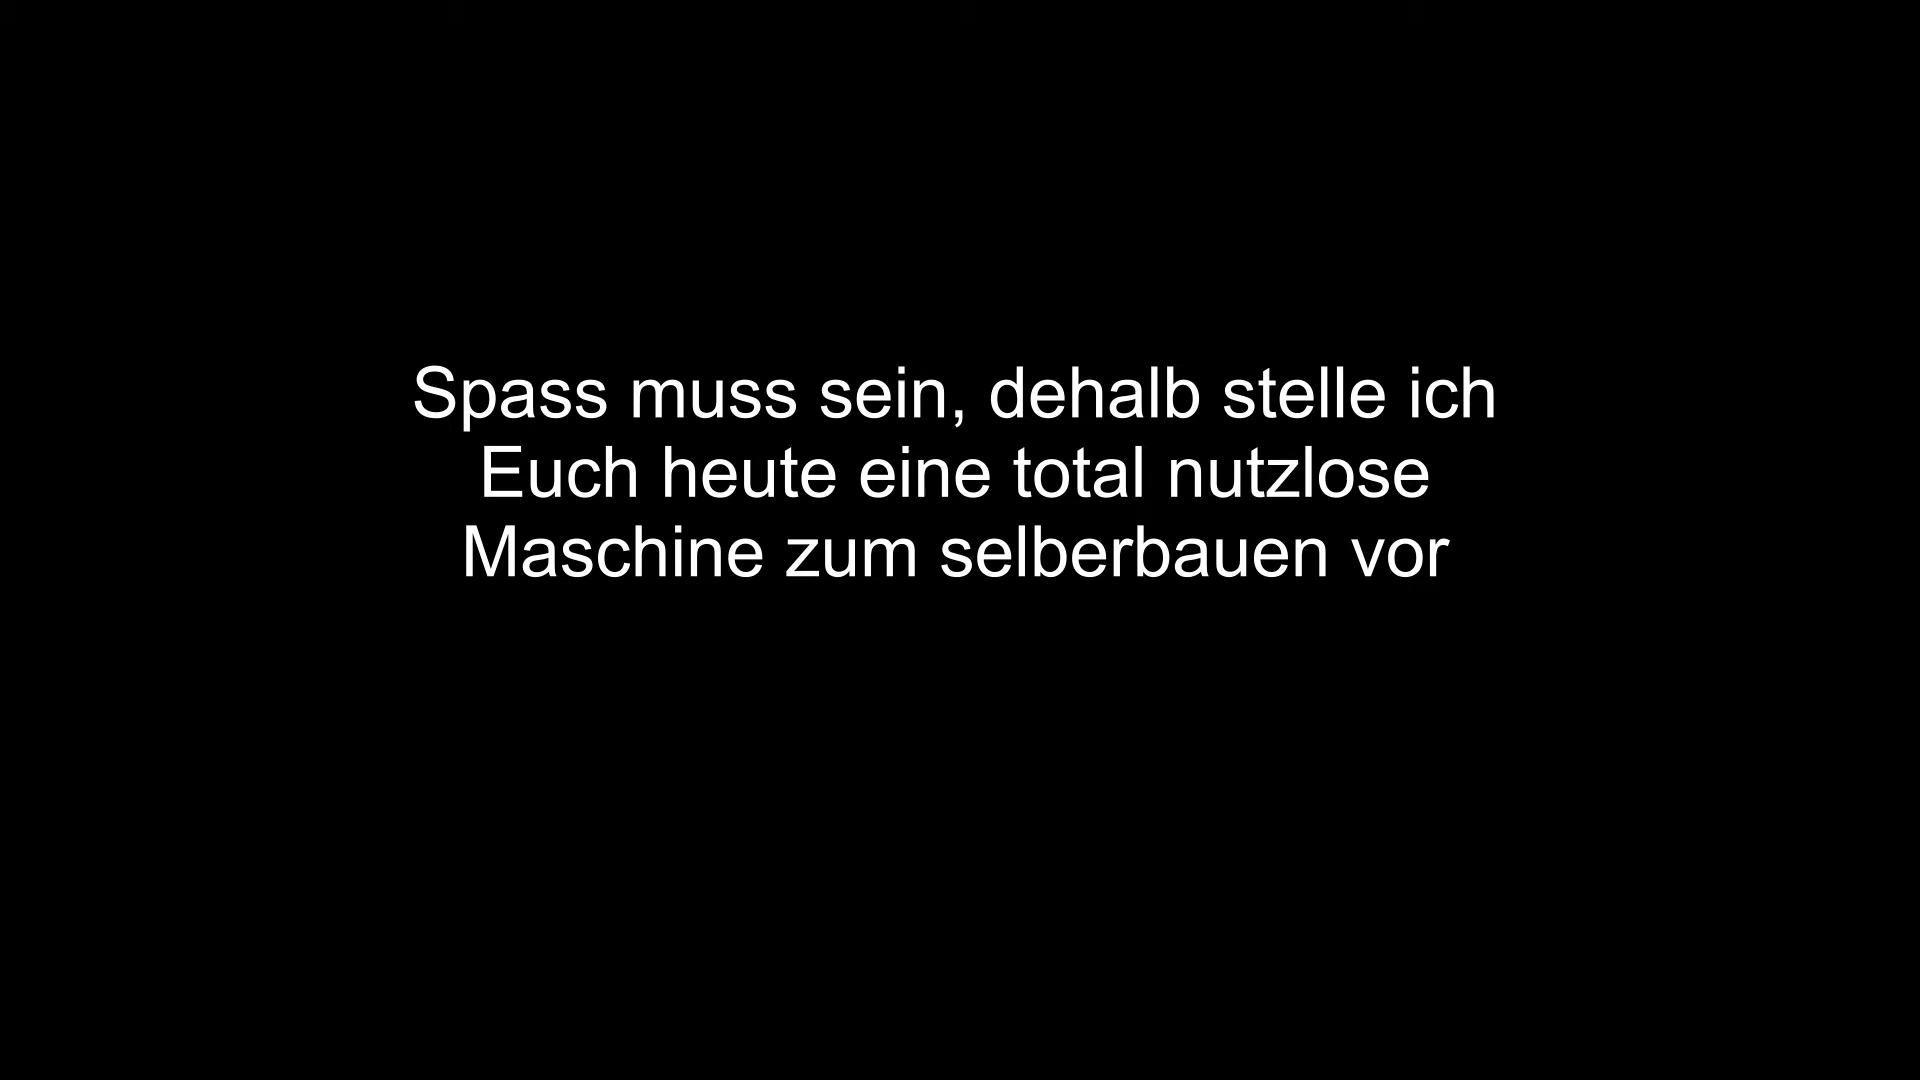 Spass muss sein, dehalb stelle ich
Euch heute eine total nutzlose
Maschine zum selberbauen vor